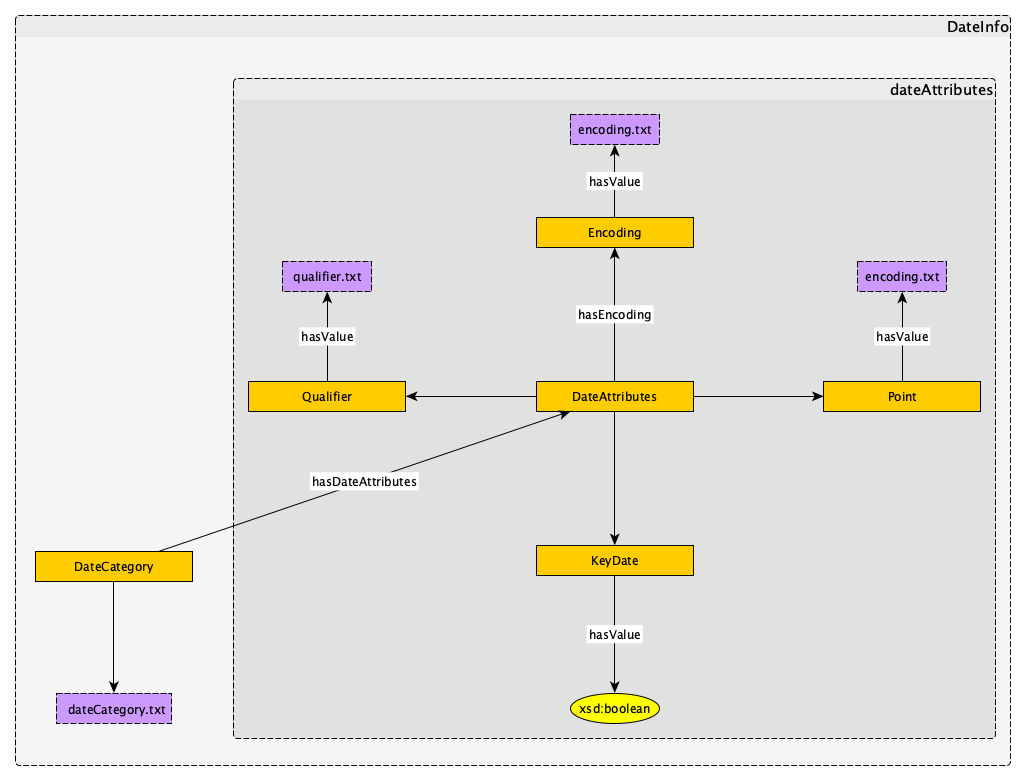 DateInfo
dateAttributes
encoding.txt
hasValue
Encoding
qualifier.txt
encoding.txt
hasEncoding
hasValue
hasValue
Qualifier
DateAttributes
Point
hasDateAttributes
DateCategory
KeyDate
hasValue
dateCategory.txt
xsd:boolean